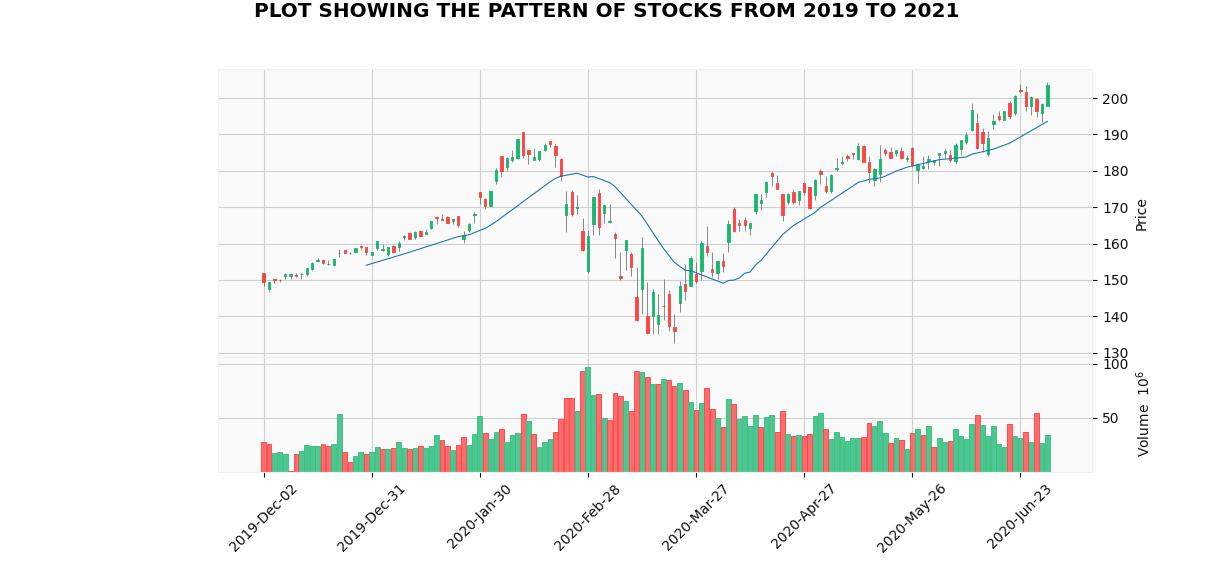 PLOT SHOWING THE PATTERN OF STOCKS FROM 2019 TO 2021
200
190
180
170
160
150
140
130
Price
100
50
Volume 10⁶
2019-Dec-02
2019-Dec-31
2020-Jan-30
2020-Feb-28
2020-Mar-27
2020-Apr-27
2020-May-26
2020-Jun-23